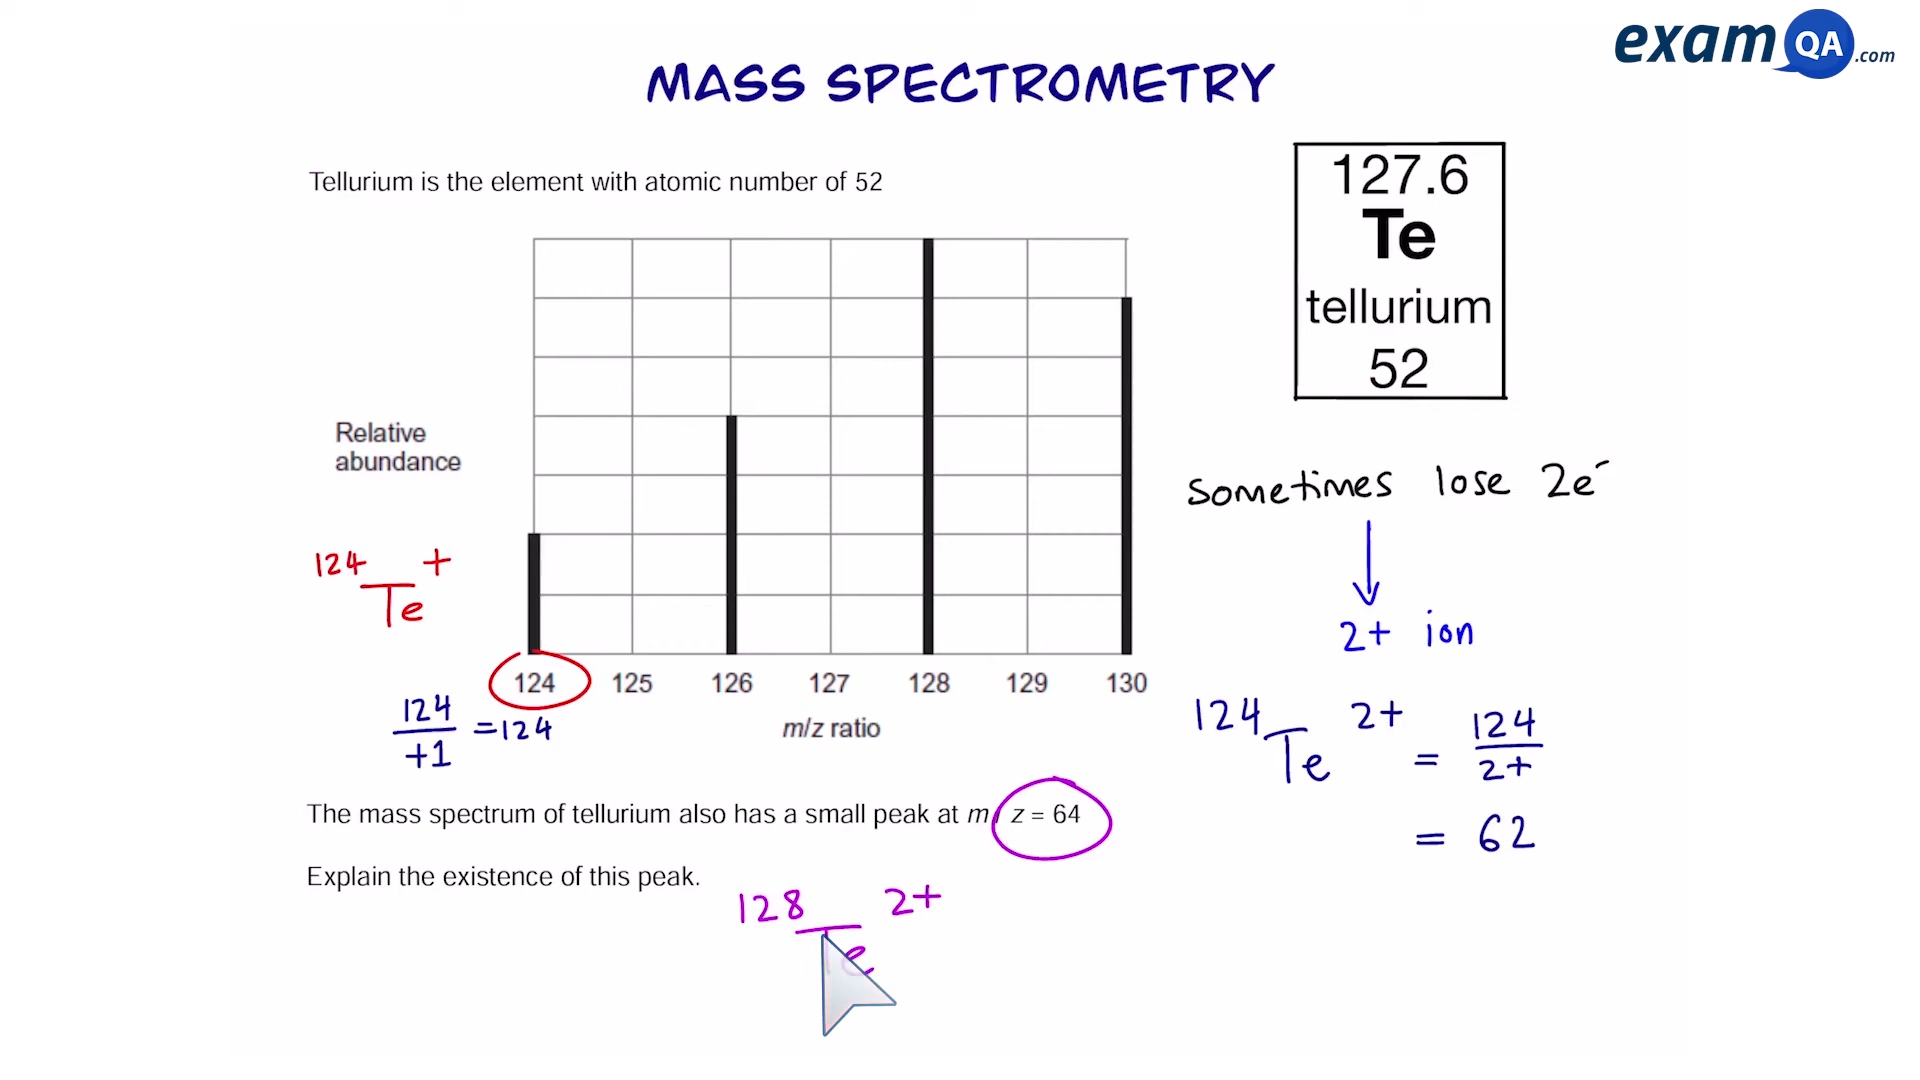 examQA.com
MASS SPECTROMETRY
Tellurium is the element with atomic number of 52
127.6
Te
tellurium
52
Relative
abundance
124 Te +
124 125 126 127 128 129 130
m/z ratio
124/+1 = 124
sometimes lose 2e-
2+ ion
124 Te 2+ = 124/2+
= 62
The mass spectrum of tellurium also has a small peak at m / z = 64
Explain the existence of this peak.
128 Te 2+